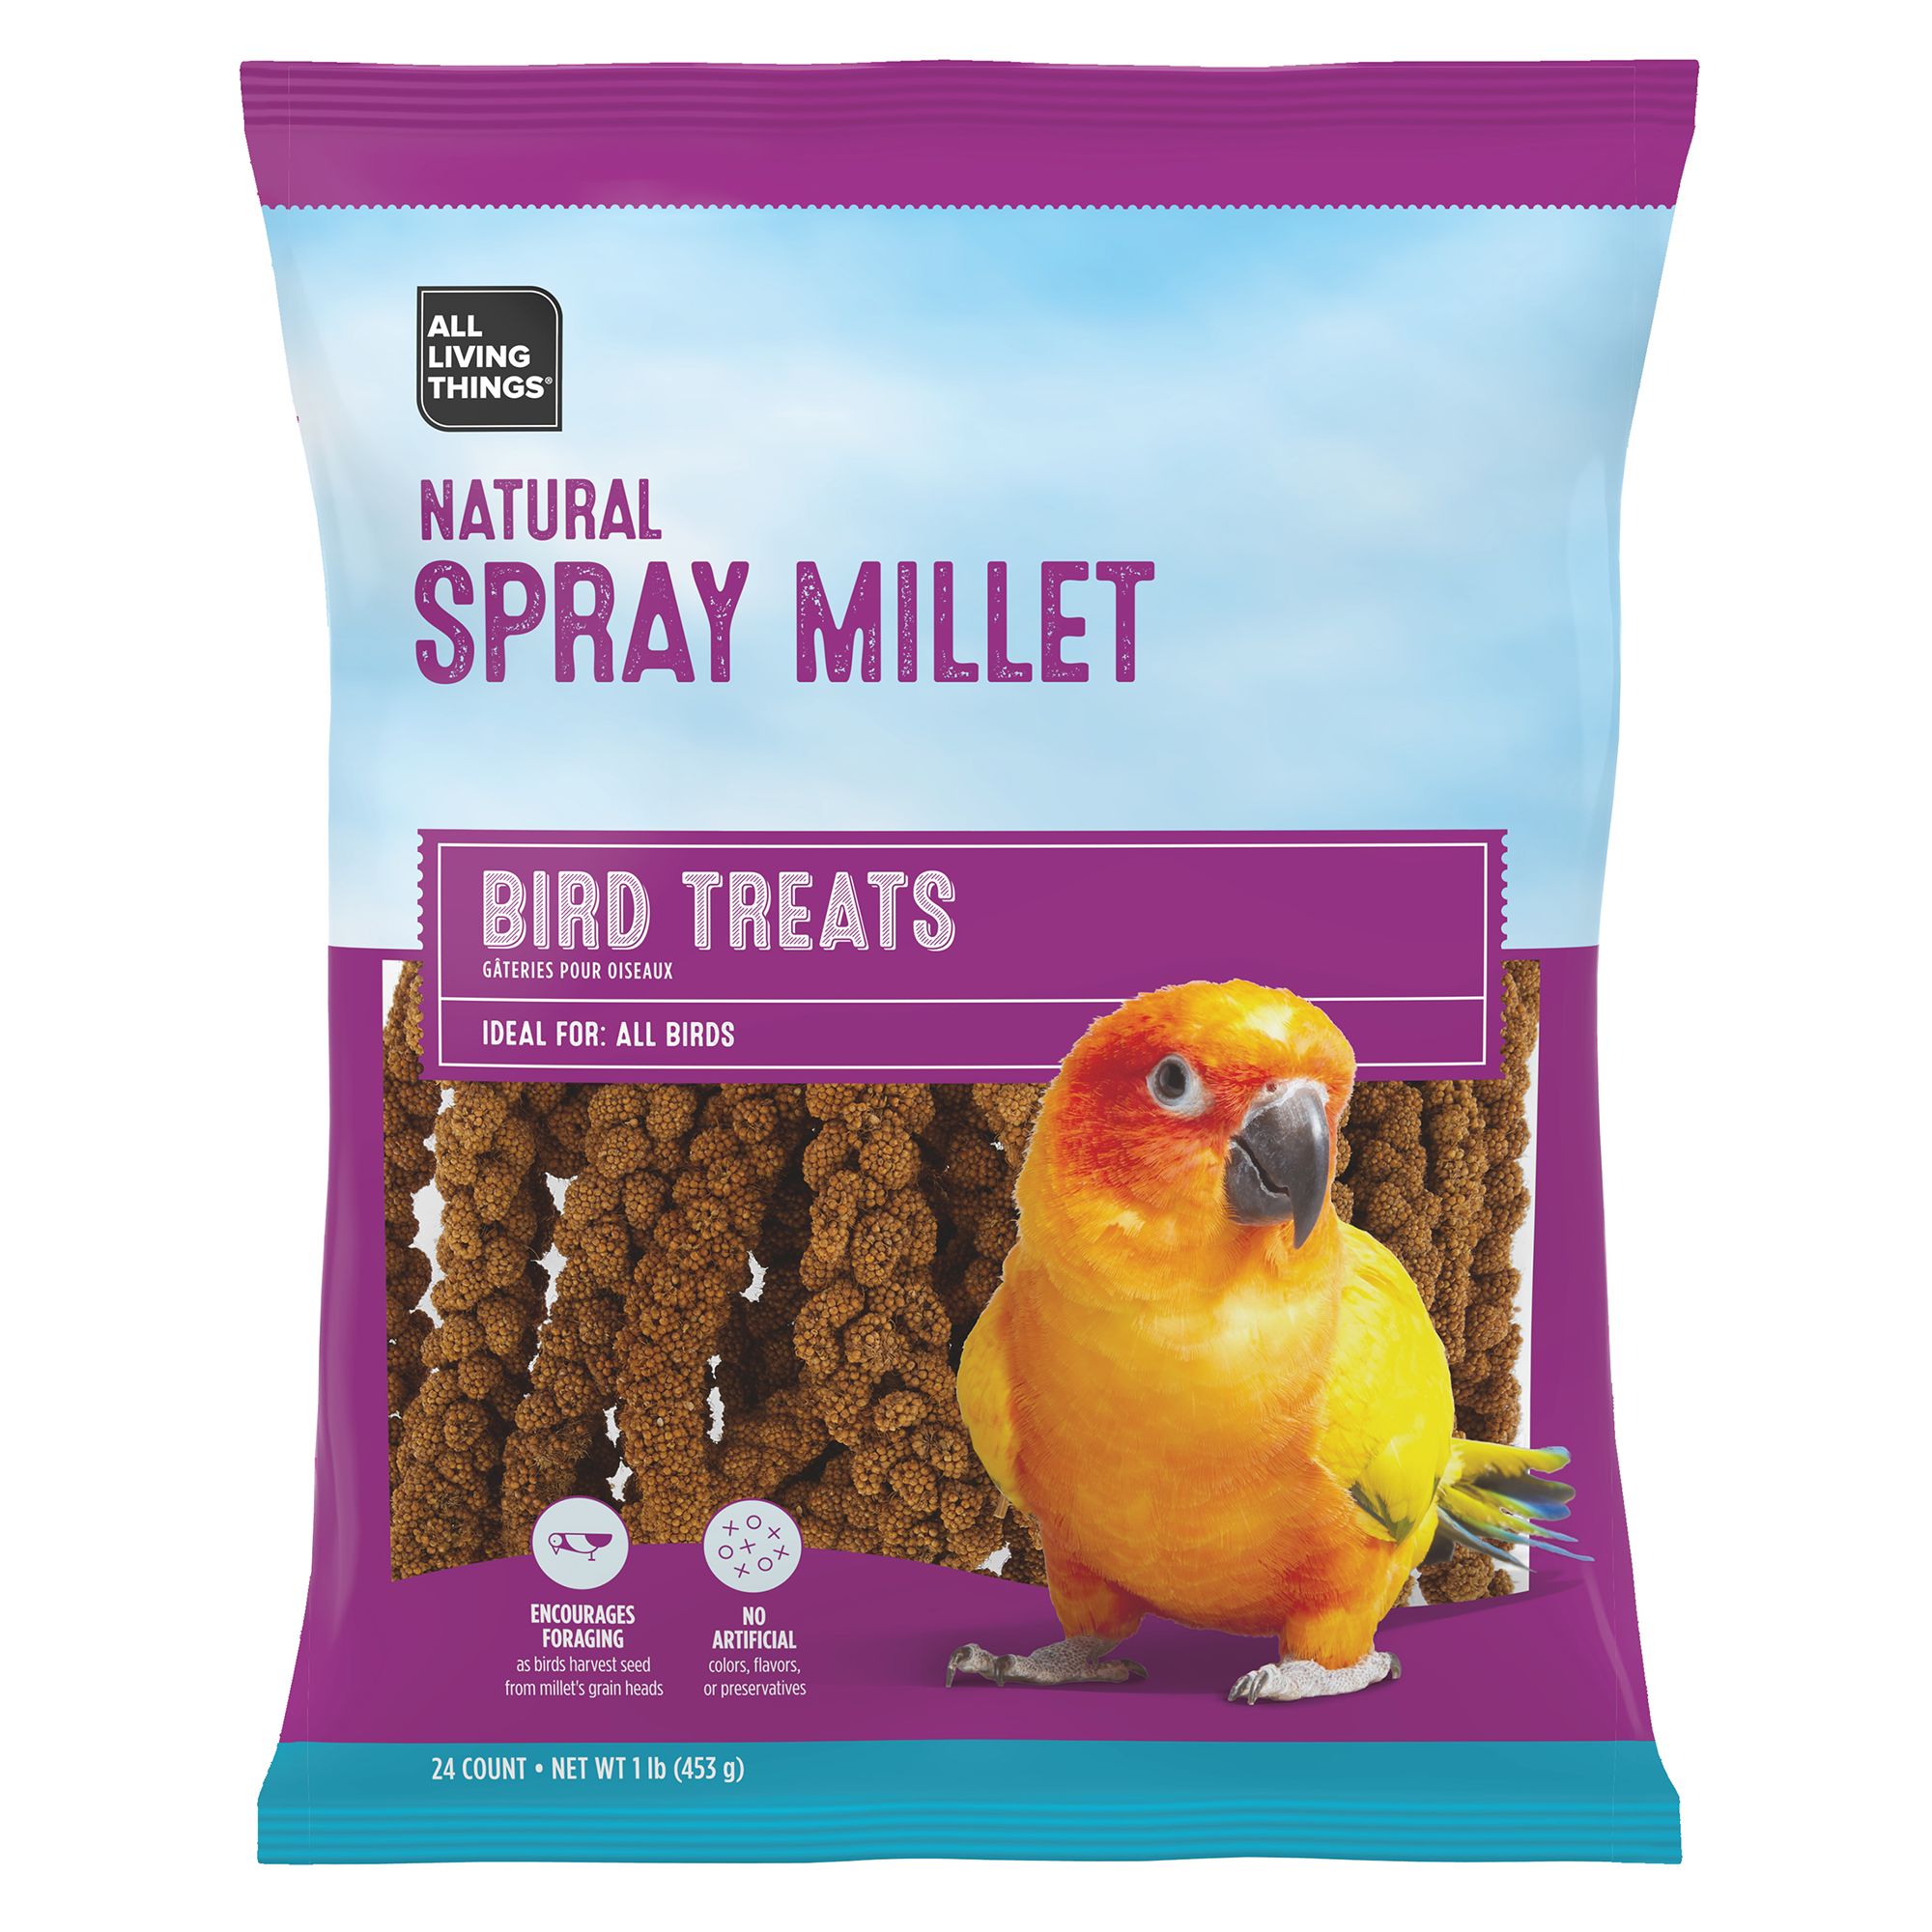 ALL
LIVING
THINGS®
NATURAL
SPRAY MILLET
BIRD TREATS
GÂTERIES POUR OISEAUX
IDEAL FOR: ALL BIRDS
ENCOURAGES
FORAGING
as birds harvest seed
from millet's grain heads
NO
ARTIFICIAL
colors, flavors,
or preservatives
24 COUNT • NET WT 1 lb (453 g)